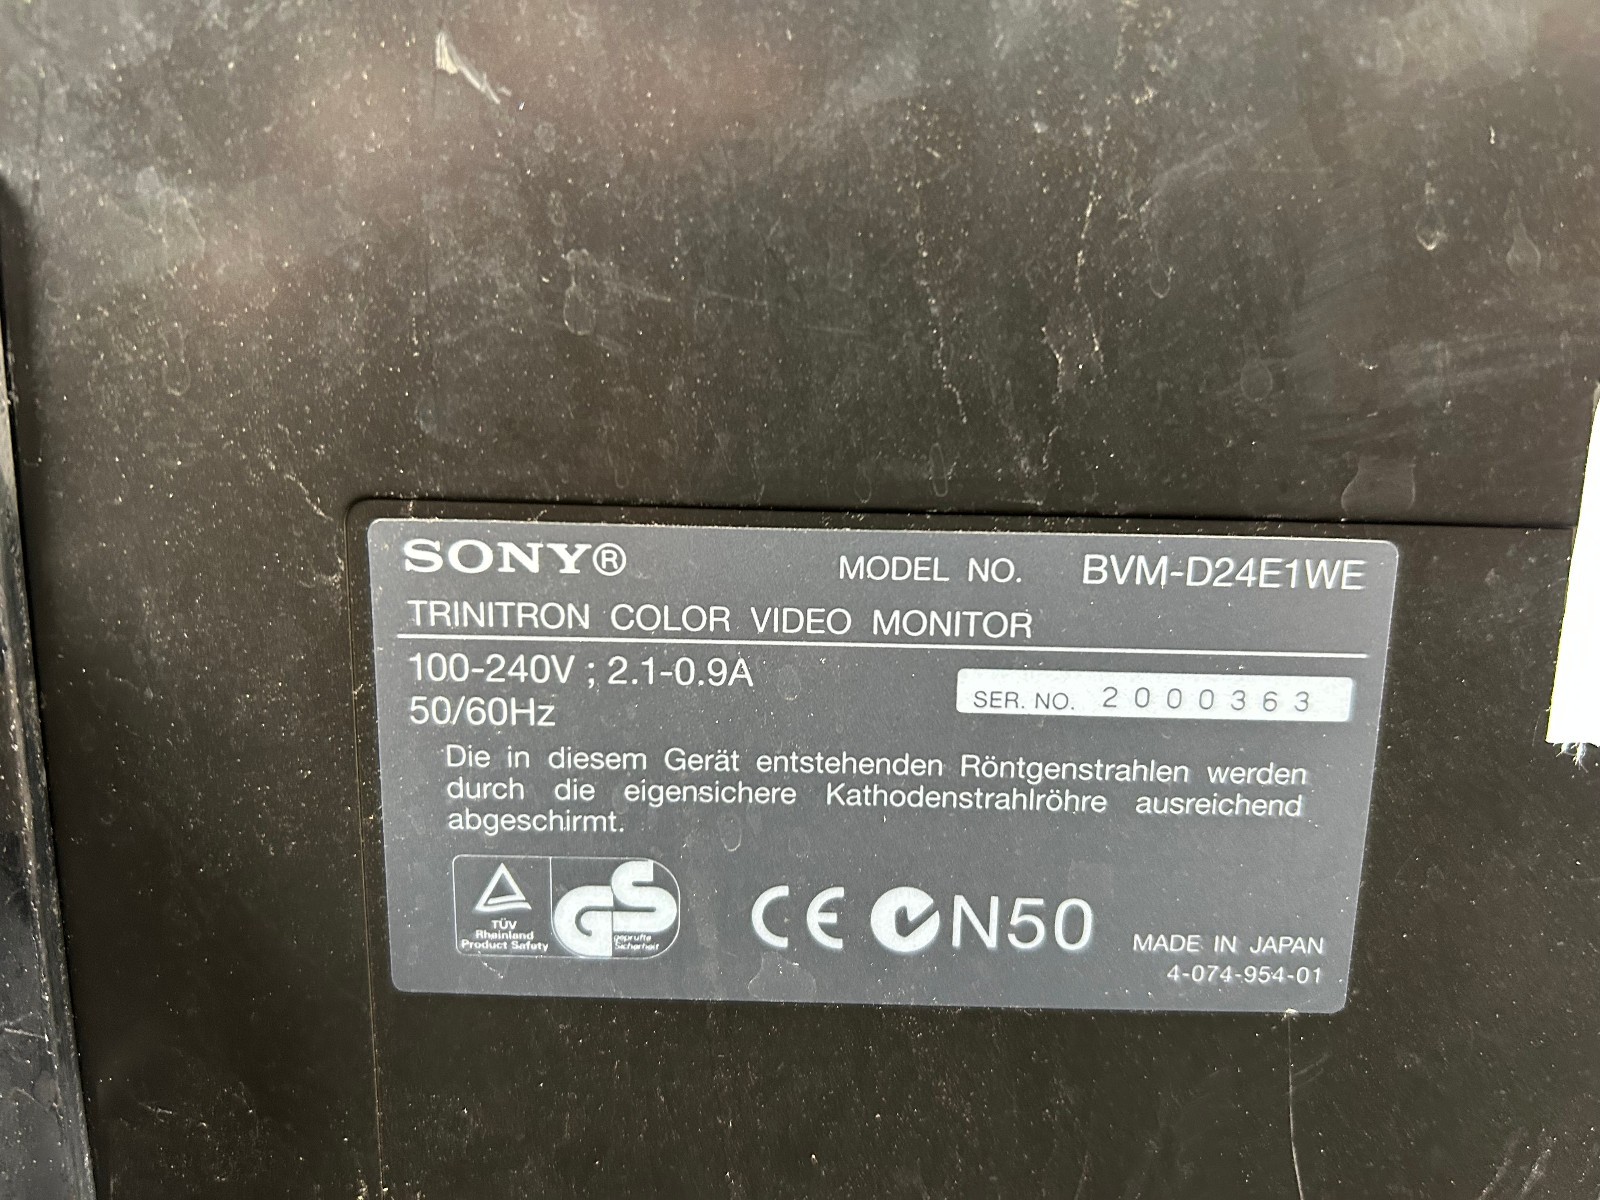 SONY®
MODEL NO. BVM-D24E1WE
TRINITRON COLOR VIDEO MONITOR
100-240V ; 2.1-0.9A
50/60Hz
SER. NO. 2000363
Die in diesem Gerät entstehenden Röntgenstrahlen werden
durch die eigensichere Kathodenstrahlröhre ausreichend
abgeschirmt.
TÜV
Rheinland
Product Safety
GS
geprüfte
Sicherheit
CE N50
MADE IN JAPAN
4-074-954-01